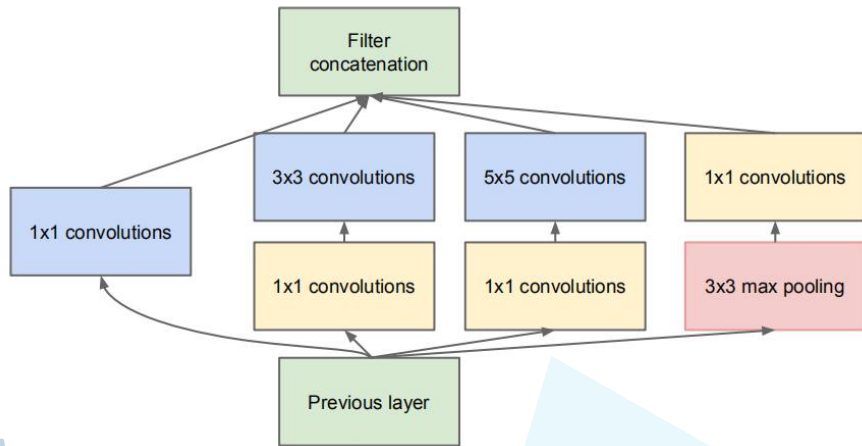 Filter
concatenation
3x3 convolutions
5x5 convolutions
1x1 convolutions
1x1 convolutions
1x1 convolutions
1x1 convolutions
3x3 max pooling
Previous layer